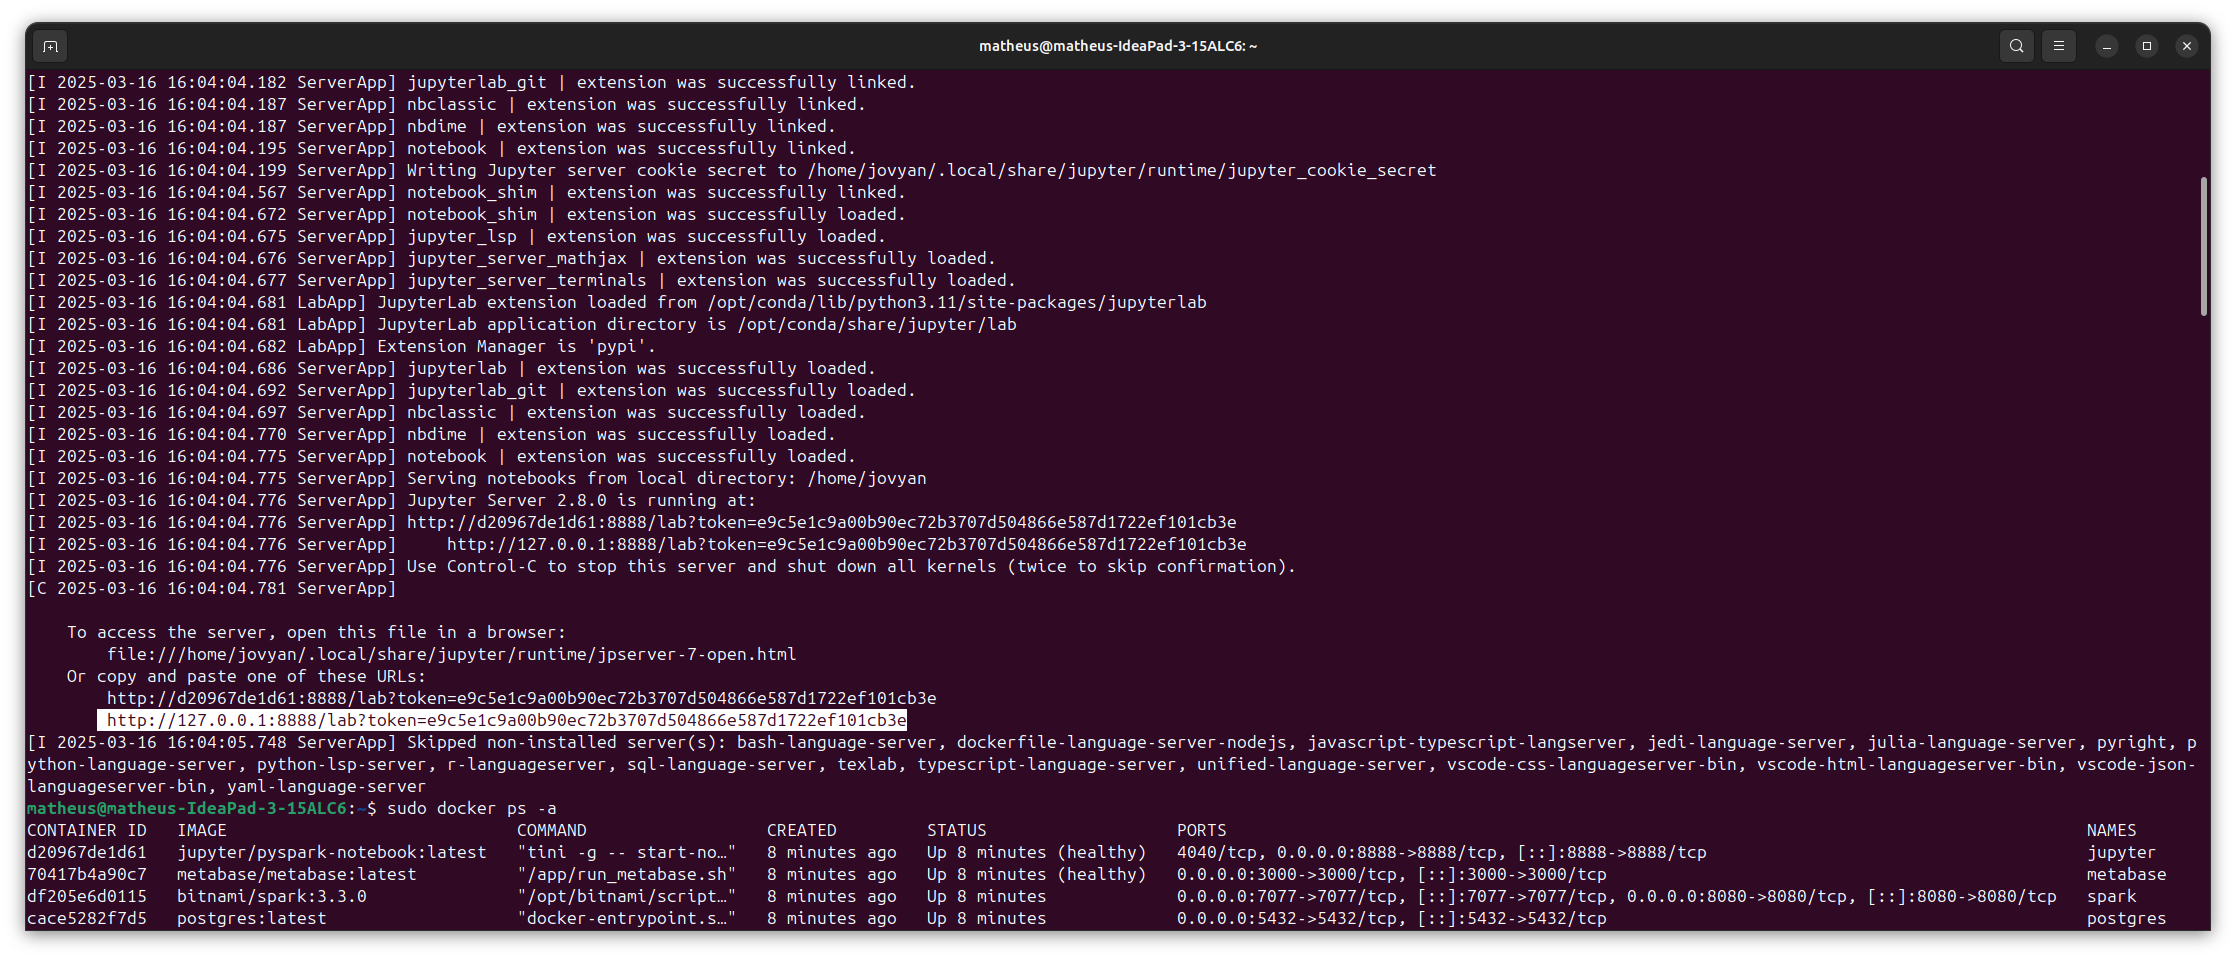 matheus@matheus-IdeaPad-3-15ALC6: ~
[I 2025-03-16 16:04:04.182 ServerApp] jupyterlab_git | extension was successfully linked.
[I 2025-03-16 16:04:04.187 ServerApp] nbclassic | extension was successfully linked.
[I 2025-03-16 16:04:04.187 ServerApp] nbdime | extension was successfully linked.
[I 2025-03-16 16:04:04.195 ServerApp] notebook | extension was successfully linked.
[I 2025-03-16 16:04:04.199 ServerApp] Writing Jupyter server cookie secret to /home/jovyan/.local/share/jupyter/runtime/jupyter_cookie_secret
[I 2025-03-16 16:04:04.567 ServerApp] notebook_shim | extension was successfully linked.
[I 2025-03-16 16:04:04.672 ServerApp] notebook_shim | extension was successfully loaded.
[I 2025-03-16 16:04:04.675 ServerApp] jupyter_lsp | extension was successfully loaded.
[I 2025-03-16 16:04:04.676 ServerApp] jupyter_server_mathjax | extension was successfully loaded.
[I 2025-03-16 16:04:04.677 ServerApp] jupyter_server_terminals | extension was successfully loaded.
[I 2025-03-16 16:04:04.681 LabApp] JupyterLab extension loaded from /opt/conda/lib/python3.11/site-packages/jupyterlab
[I 2025-03-16 16:04:04.681 LabApp] JupyterLab application directory is /opt/conda/share/jupyter/lab
[I 2025-03-16 16:04:04.682 LabApp] Extension Manager is 'pypi'.
[I 2025-03-16 16:04:04.686 ServerApp] jupyterlab | extension was successfully loaded.
[I 2025-03-16 16:04:04.692 ServerApp] jupyterlab_git | extension was successfully loaded.
[I 2025-03-16 16:04:04.697 ServerApp] nbclassic | extension was successfully loaded.
[I 2025-03-16 16:04:04.770 ServerApp] nbdime | extension was successfully loaded.
[I 2025-03-16 16:04:04.775 ServerApp] notebook | extension was successfully loaded.
[I 2025-03-16 16:04:04.775 ServerApp] Serving notebooks from local directory: /home/jovyan
[I 2025-03-16 16:04:04.776 ServerApp] Jupyter Server 2.8.0 is running at:
[I 2025-03-16 16:04:04.776 ServerApp] http://d20967de1d61:8888/lab?token=e9c5e1c9a00b90ec72b3707d504866e587d1722ef101cb3e
[I 2025-03-16 16:04:04.776 ServerApp]     http://127.0.0.1:8888/lab?token=e9c5e1c9a00b90ec72b3707d504866e587d1722ef101cb3e
[I 2025-03-16 16:04:04.776 ServerApp] Use Control-C to stop this server and shut down all kernels (twice to skip confirmation).
[C 2025-03-16 16:04:04.781 ServerApp]
    To access the server, open this file in a browser:
        file:///home/jovyan/.local/share/jupyter/runtime/jpserver-7-open.html
    Or copy and paste one of these URLs:
        http://d20967de1d61:8888/lab?token=e9c5e1c9a00b90ec72b3707d504866e587d1722ef101cb3e
        http://127.0.0.1:8888/lab?token=e9c5e1c9a00b90ec72b3707d504866e587d1722ef101cb3e
[I 2025-03-16 16:04:05.748 ServerApp] Skipped non-installed server(s): bash-language-server, dockerfile-language-server-nodejs, javascript-typescript-langserver, jedi-language-server, julia-language-server, pyright, p
ython-language-server, python-lsp-server, r-languageserver, sql-language-server, texlab, typescript-language-server, unified-language-server, vscode-css-languageserver-bin, vscode-html-languageserver-bin, vscode-json-
languageserver-bin, yaml-language-server
matheus@matheus-IdeaPad-3-15ALC6:~$ sudo docker ps -a
CONTAINER ID   IMAGE                             COMMAND                  CREATED         STATUS                   PORTS                                                                                      NAMES
d20967de1d61   jupyter/pyspark-notebook:latest   "tini -g -- start-no…"   8 minutes ago   Up 8 minutes (healthy)   4040/tcp, 0.0.0.0:8888->8888/tcp, [::]:8888->8888/tcp                                      jupyter
70417b4a90c7   metabase/metabase:latest          "/app/run_metabase.sh"   8 minutes ago   Up 8 minutes (healthy)   0.0.0.0:3000->3000/tcp, [::]:3000->3000/tcp                                                metabase
df205e6d0115   bitnami/spark:3.3.0               "/opt/bitnami/script…"   8 minutes ago   Up 8 minutes             0.0.0.0:7077->7077/tcp, [::]:7077->7077/tcp, 0.0.0.0:8080->8080/tcp, [::]:8080->8080/tcp   spark
cace5282f7d5   postgres:latest                   "docker-entrypoint.s…"   8 minutes ago   Up 8 minutes             0.0.0.0:5432->5432/tcp, [::]:5432->5432/tcp                                                postgres